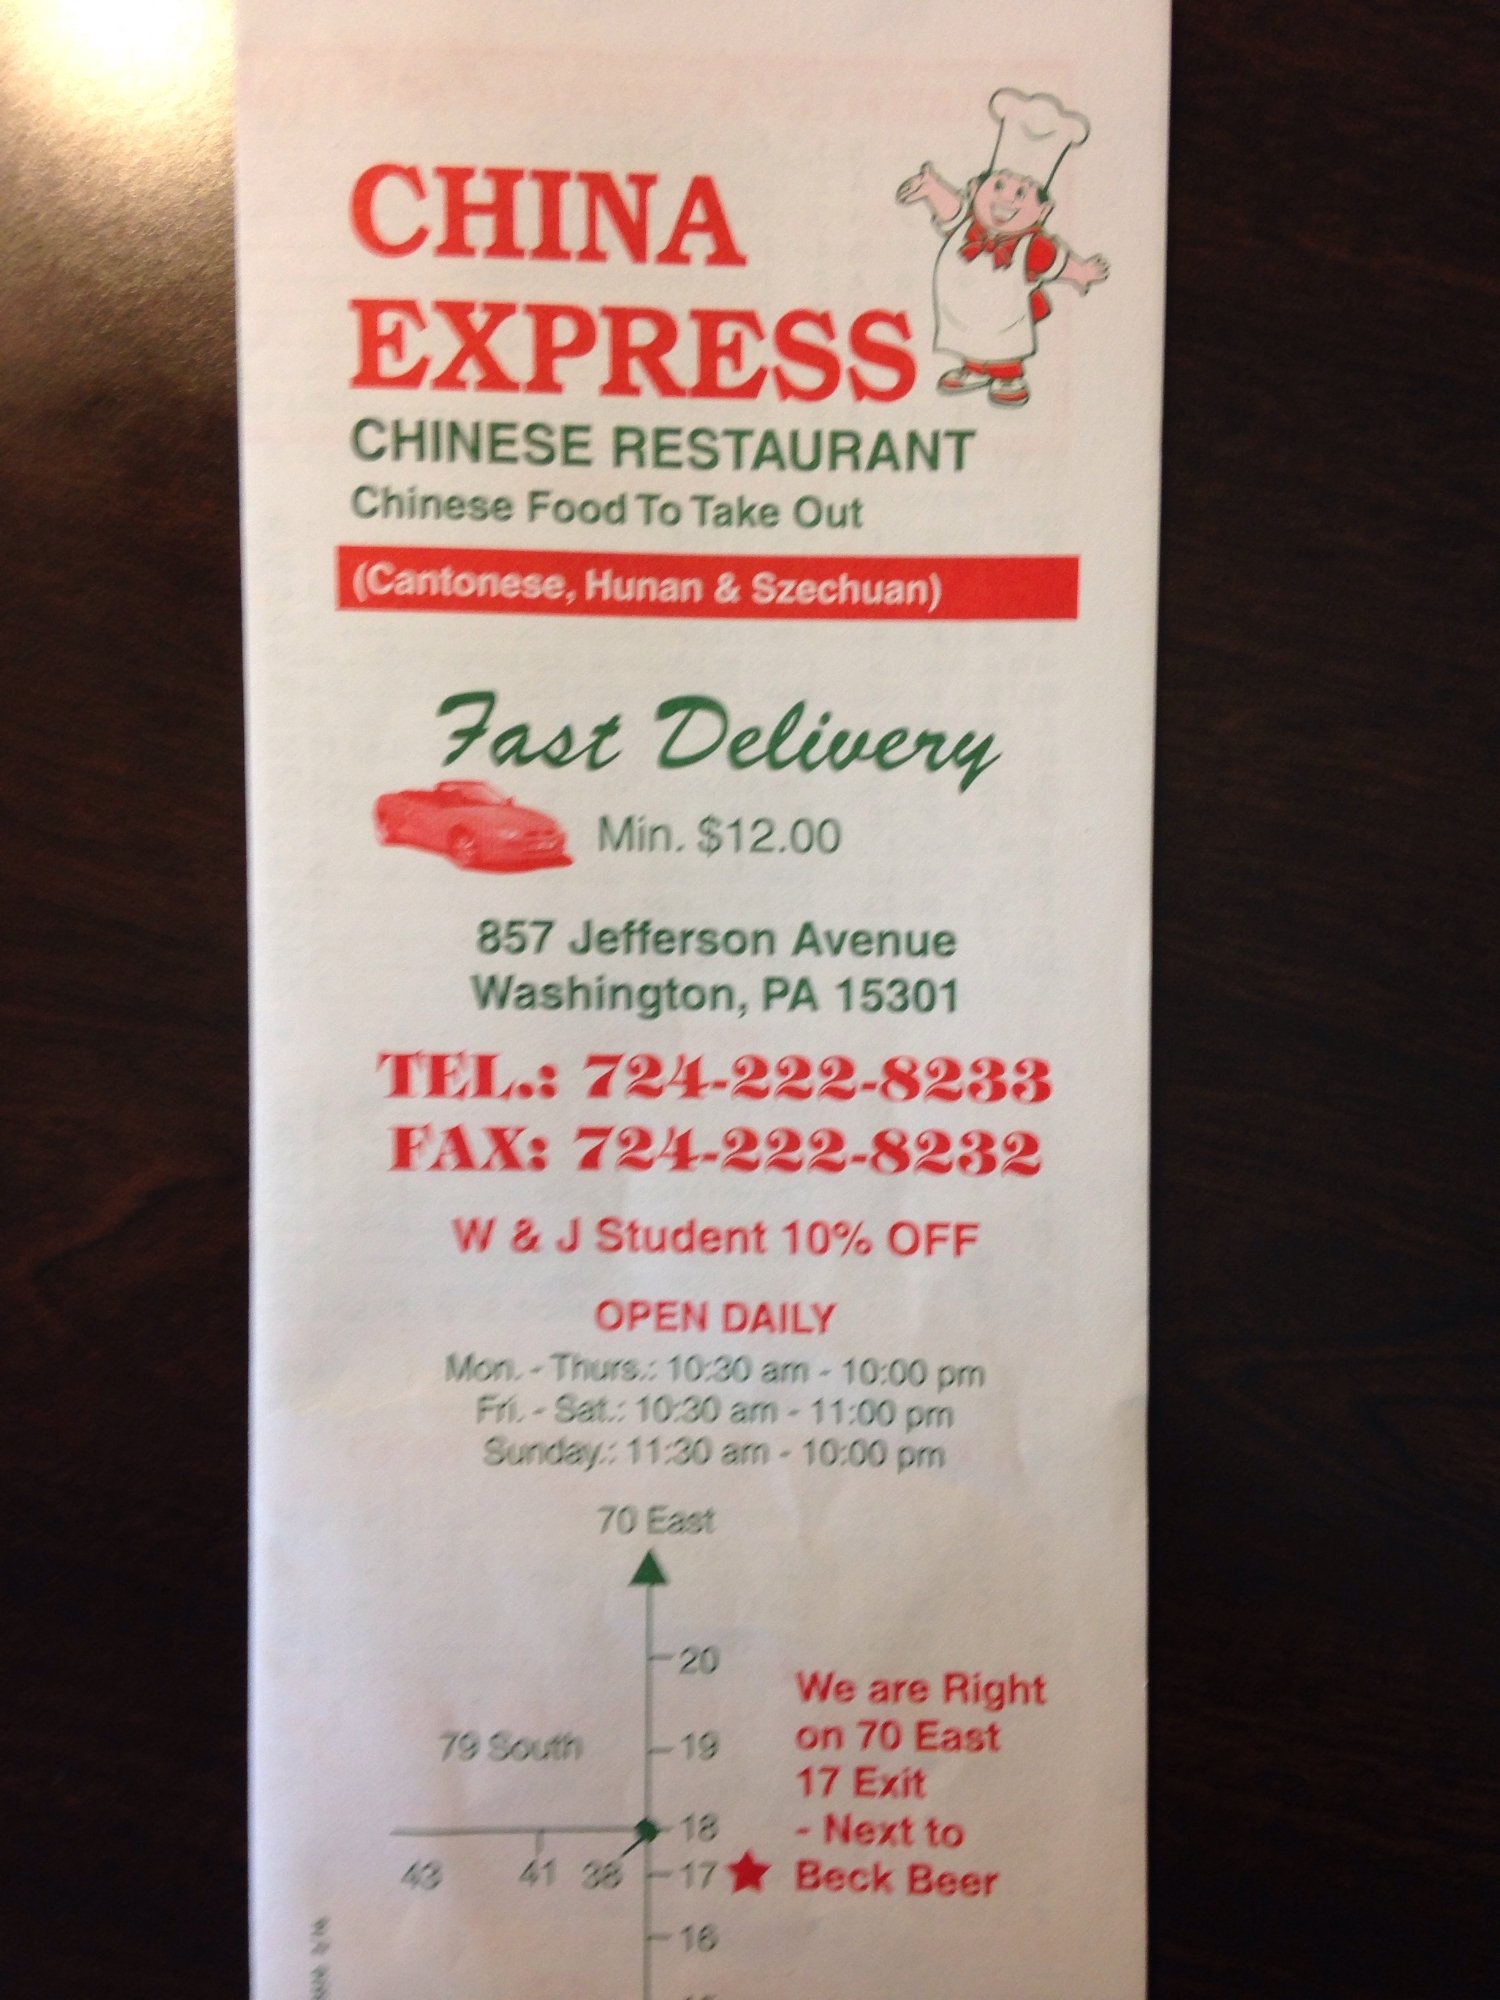 CHINA
EXPRESS
CHINESE RESTAURANT
Chinese Food To Take Out
(Cantonese, Hunan & Szechuan)
Fast Delivery
Min. $12.00
857 Jefferson Avenue
Washington, PA 15301
TEL.: 724-222-8233
FAX: 724-222-8232
W & J Student 10% OFF
OPEN DAILY
Mon. - Thurs.: 10:30 am - 10:00 pm
Fri. - Sat.: 10:30 am - 11:00 pm
Sunday.: 11:30 am - 10:00 pm
70 East
20
79 South
19
18
43 41 38
17
16
We are Right
on 70 East
17 Exit
- Next to
Beck Beer